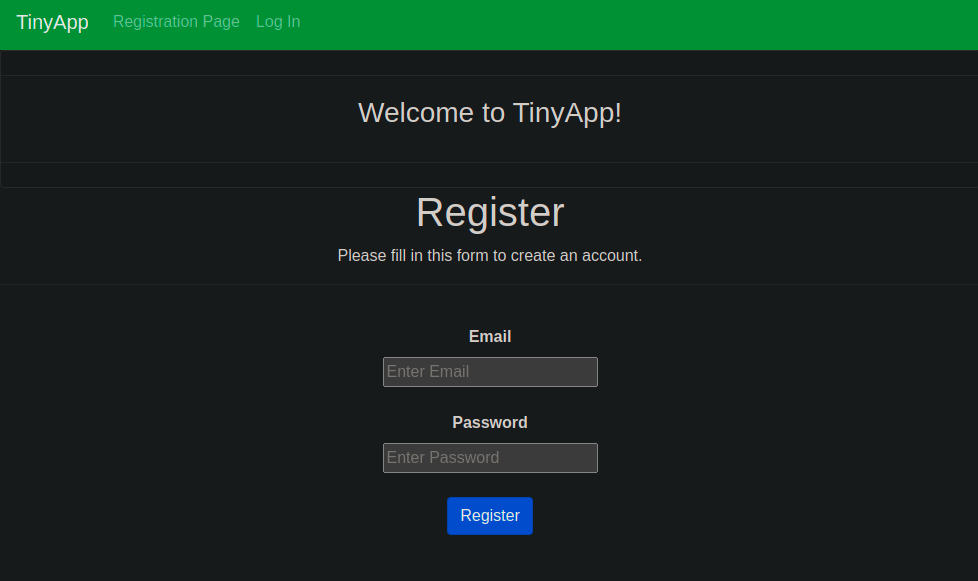 TinyApp Registration Page Log In
Welcome to TinyApp!
Register
Please fill in this form to create an account.
Email
Enter Email
Password
Enter Password
Register